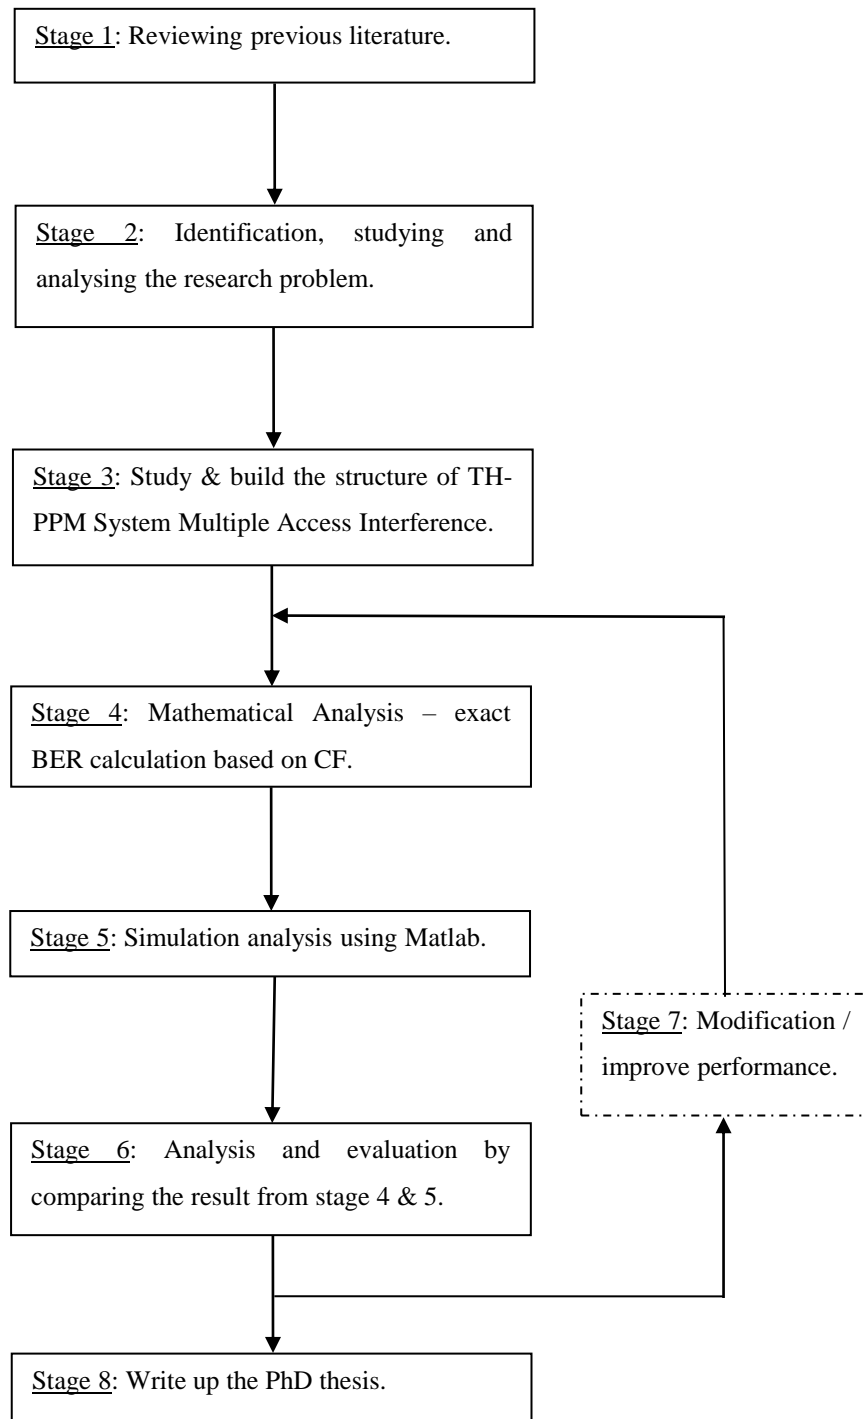 Stage 1: Reviewing previous literature.
Stage 2: Identification, studying and
analysing the research problem.
Stage 3: Study & build the structure of TH-
PPM System Multiple Access Interference.
Stage 4: Mathematical Analysis – exact
BER calculation based on CF.
Stage 5: Simulation analysis using Matlab.
Stage 7: Modification /
improve performance.
Stage 6: Analysis and evaluation by
comparing the result from stage 4 & 5.
Stage 8: Write up the PhD thesis.